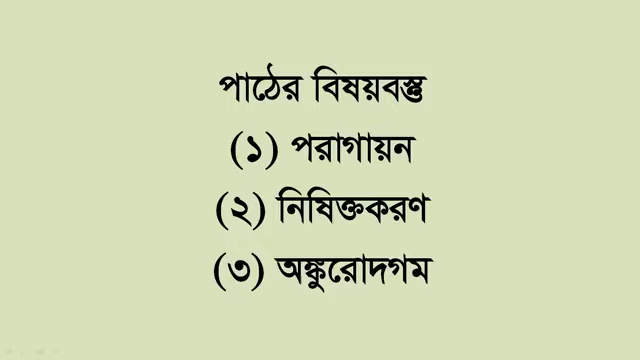 পাঠের বিষয়বস্তু
(১) পরাগায়ন
(২) নিষিক্তকরণ
(৩) অঙ্কুরোদগম